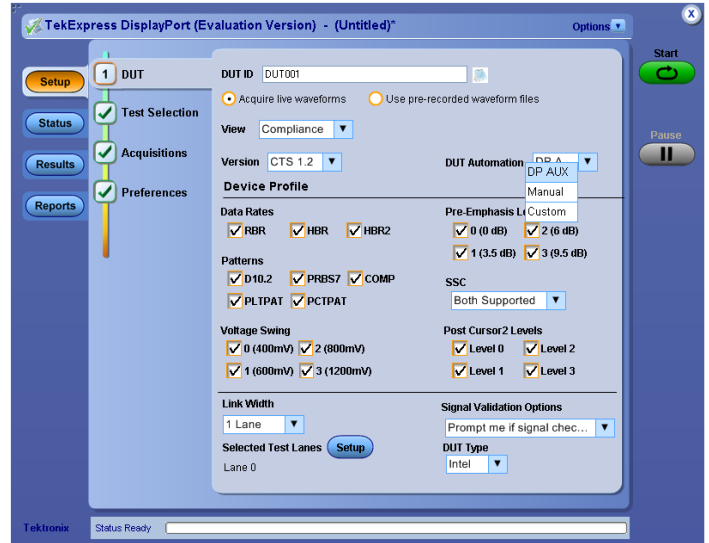 TekExpress DisplayPort (Evaluation Version) - (Untitled)*
Options
X
Start
Pause
Setup
Status
Results
Reports
1 DUT
Test Selection
Acquisitions
Preferences
DUT ID DUT001
Acquire live waveforms Use pre-recorded waveform files
View Compliance
Version CTS 1.2 DUT Automation DP A
DP AUX
Manual
Custom
Device Profile
Data Rates
RBR HBR HBR2
Patterns
D10.2 PRBS7 COMP
PLTPAT PCTPAT
Voltage Swing
0 (400mV) 2 (800mV)
1 (600mV) 3 (1200mV)
Pre-Emphasis Le
0 (0 dB) 2 (6 dB)
1 (3.5 dB) 3 (9.5 dB)
SSC
Both Supported
Post Cursor2 Levels
Level 0 Level 2
Level 1 Level 3
Link Width
1 Lane
Selected Test Lanes Setup
Lane 0
Signal Validation Options
Prompt me if signal chec...
DUT Type
Intel
Tektronix Status Ready